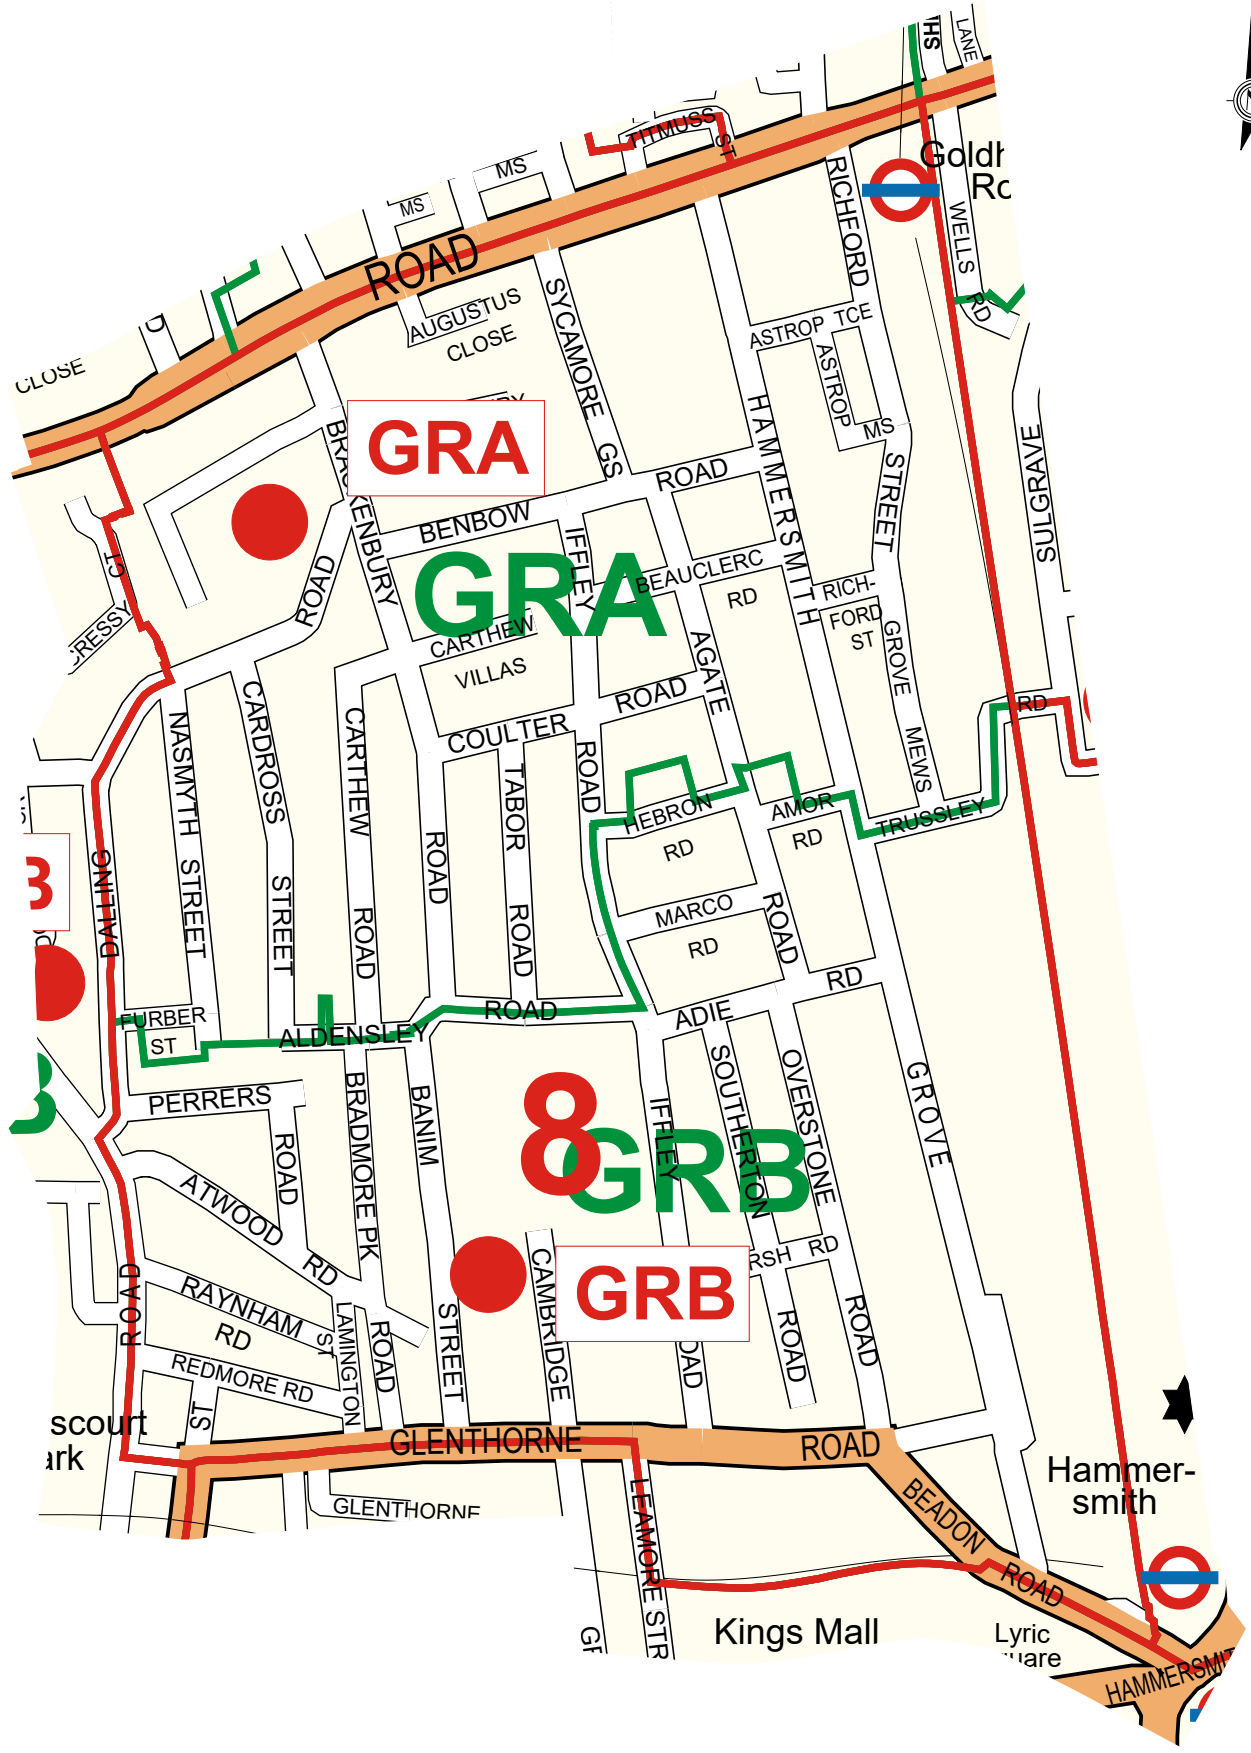 LANE
TITMUSS
ST
MS
MS
ROAD
RICHFORD
WELLS
RD
CLOSE
AUGUSTUS
CLOSE
SYCAMORE
GS
ASTROP TCE
ASTROP
MS
STREET
SULGRAVE
GRA
BENBOW
ROAD
HAMMERSMITH
IFFLEY
ROAD
GRA
BEAUCLERC
RD
RICH-
FORD
ST
GROVE
MEWS
CT
CARTHEW
VILLAS
AGATE
COULTER
ROAD
NASMYTH
STREET
CARDROSS
STREET
CARTHEW
ROAD
ROAD
TABOR
ROAD
ROAD
HEBRON
RD
AMOR
RD
TRUSSLEY
RD
MARCO
RD
ROAD
DALLING
FURBER
ST
ALDENSLEY
ROAD
ADIE
RD
PERRERS
ROAD
BRADMORE PK
ROAD
BANIM
STREET
8
GRB
IFFLEY
SOUTHERTON
ROAD
OVERSTONE
ROAD
GROVE
ATWOOD
RD
RAYNHAM
RD
ST
LAMINGTON
ROAD
REDMORE RD
ST
CAMBRIDGE
GRB
RD
GLENTHORNE
ROAD
GLENTHORNE
LEAMORE STR
BEADON
ROAD
Hammer-
smith
Kings Mall
Lyric